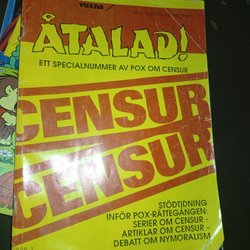 vuxna
ÅTALAD!
ETT SPECIALNUMMER AV POX OM CENSUR
CENSUR
CENSUR
STÖDTIDNING
INFÖR POX-RÄTTEGÅNGEN:
SERIER OM CENSUR -
ARTIKLAR OM CENSUR -
DEBATT OM NYMORALISM